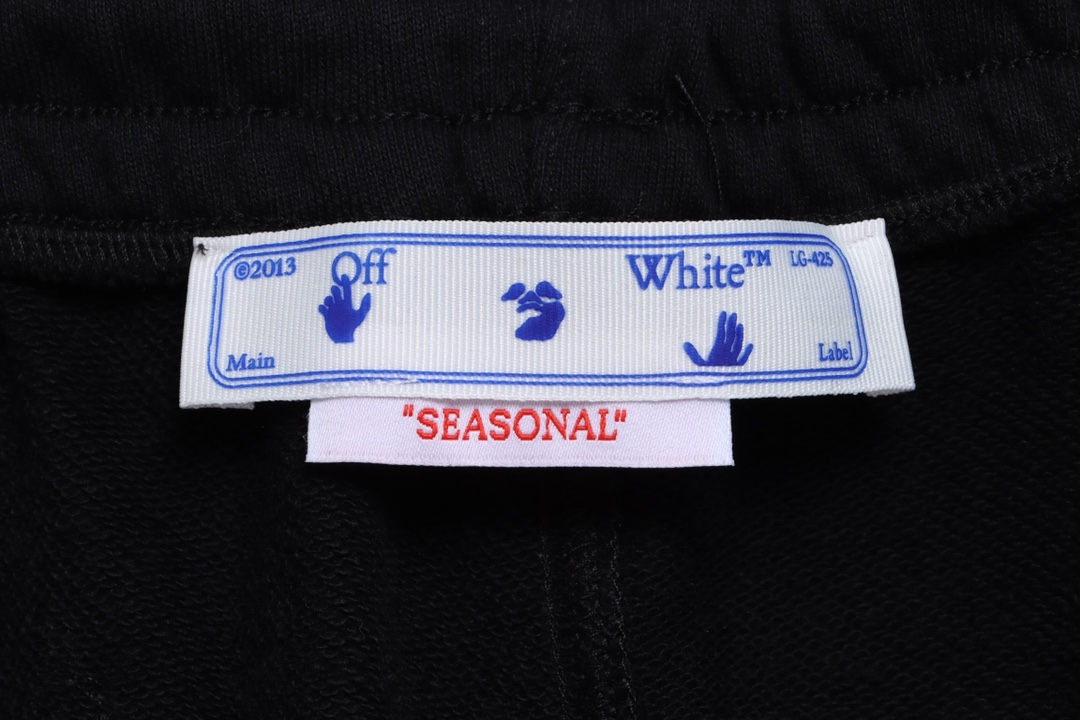 ©2013 Off White™ LG-425
Main Label
"SEASONAL"